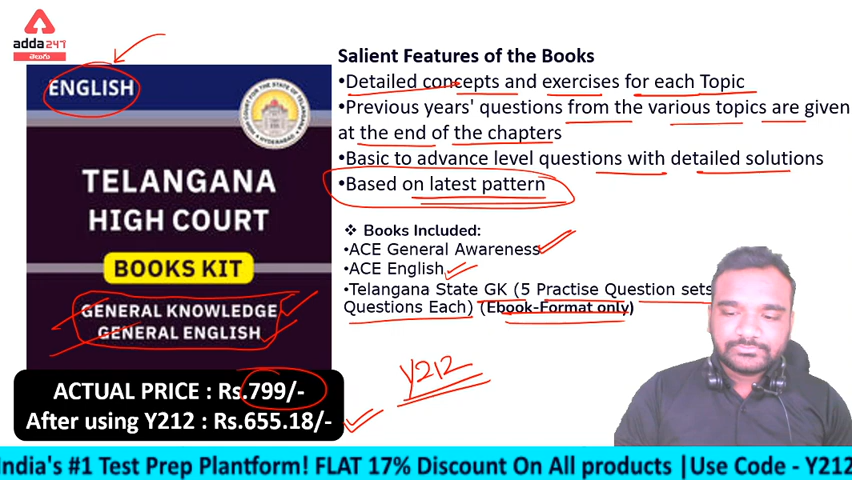 adda247
తెలుగు
ENGLISH
TELANGANA
HIGH COURT
BOOKS KIT
GENERAL KNOWLEDGE
GENERAL ENGLISH
ACTUAL PRICE : Rs.799/-
After using Y212 : Rs.655.18/-
Salient Features of the Books
•Detailed concepts and exercises for each Topic
•Previous years' questions from the various topics are given
at the end of the chapters
•Basic to advance level questions with detailed solutions
•Based on latest pattern
❖ Books Included:
•ACE General Awareness
•ACE English
•Telangana State GK (5 Practise Question sets
Questions Each) (Ebook-Format only)
Y212
India's #1 Test Prep Plantform! FLAT 17% Discount On All products |Use Code - Y212